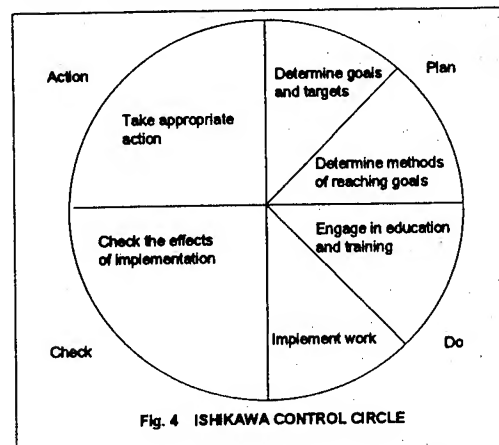 Action
Plan
Determine goals
and targets
Take appropriate
action
Determine methods
of reaching goals
Check the effects
of implementation
Engage in education
and training
Implement work
Check
Do
Fig. 4 ISHIKAWA CONTROL CIRCLE